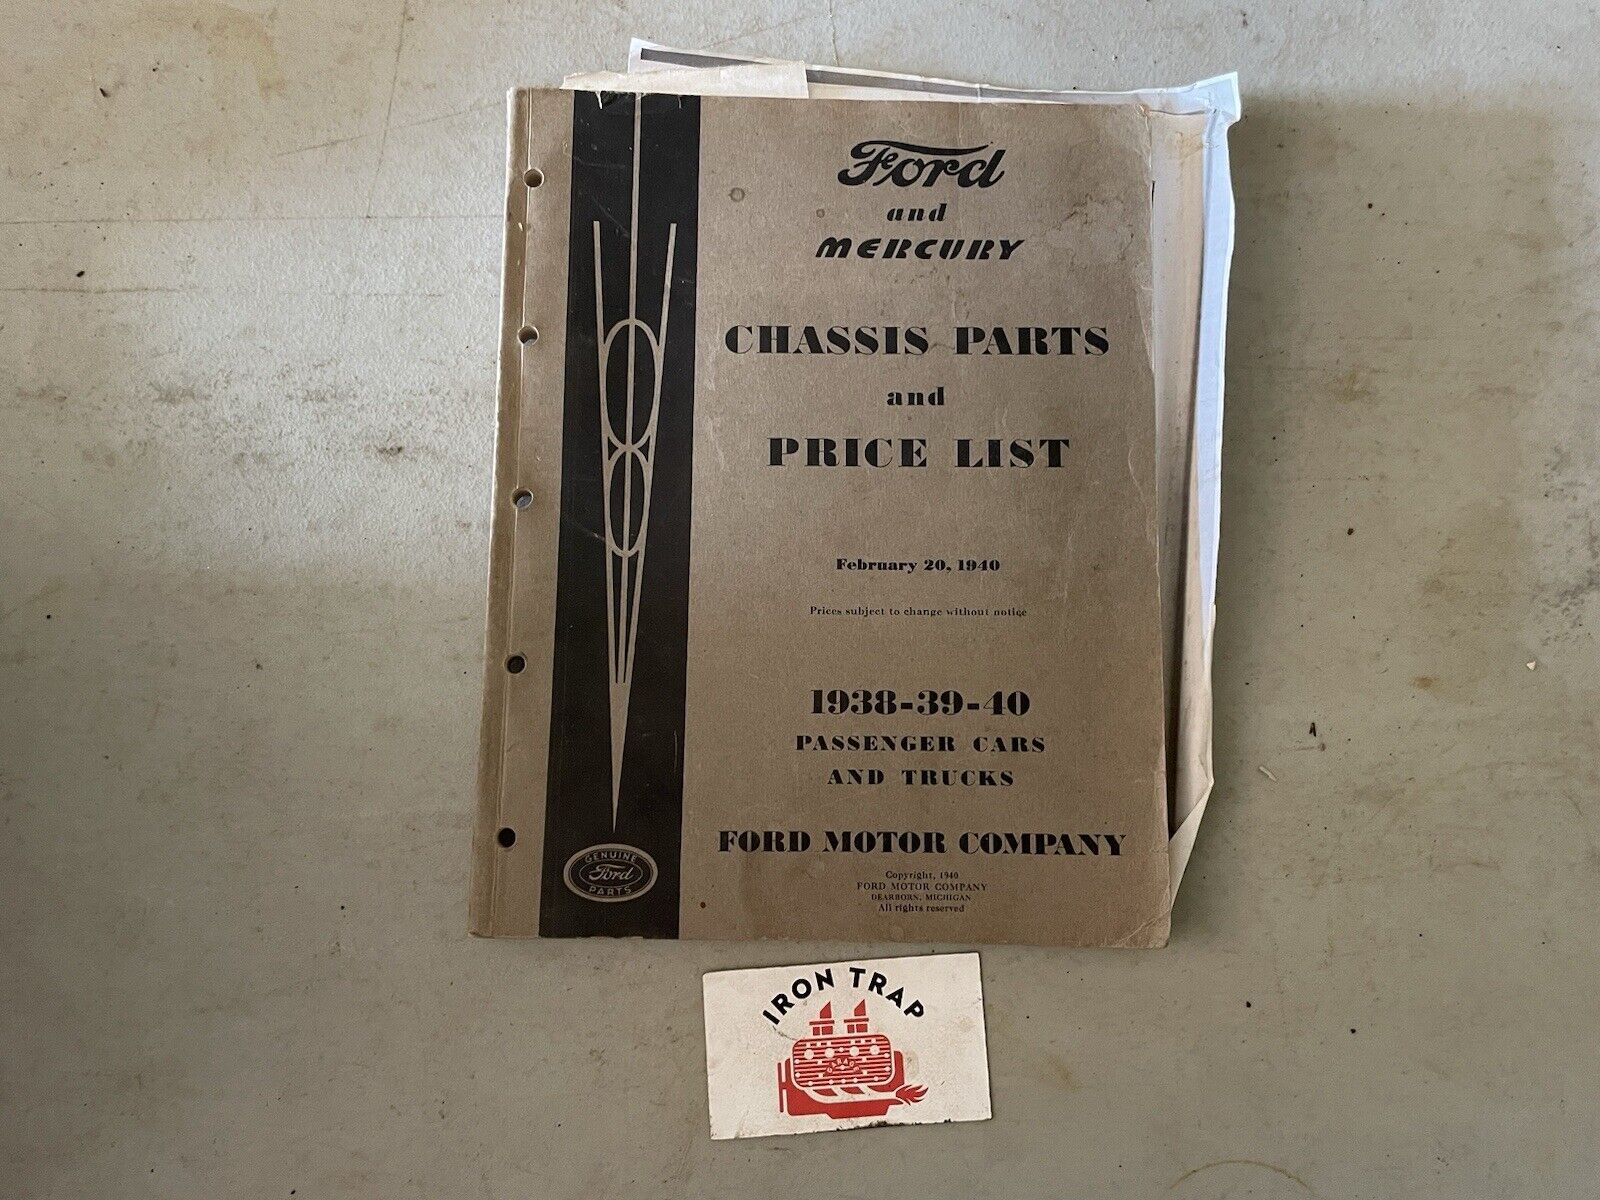 Ford
and
MERCURY
CHASSIS PARTS
and
PRICE LIST
February 20, 1940
Prices subject to change without notice
1938-39-40
PASSENGER CARS
AND TRUCKS
FORD MOTOR COMPANY
Copyright, 1940
FORD MOTOR COMPANY
DEARBORN, MICHIGAN
All rights reserved
GENUINE
Ford
PARTS
IRON TRAP
GARAGE